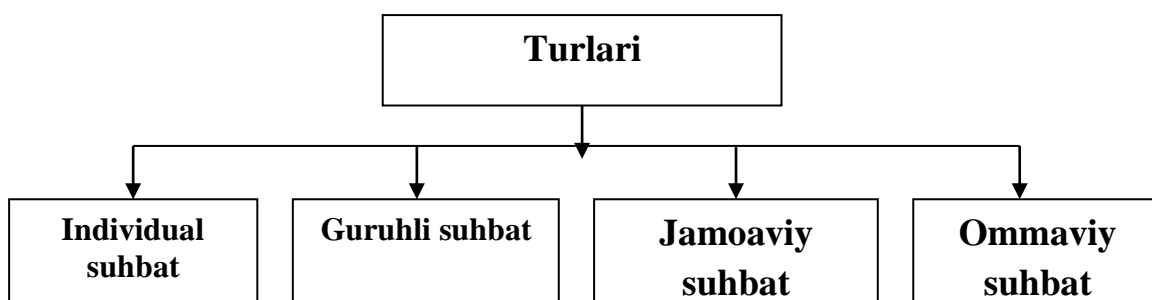 Turlari
Individual
suhbat
Guruhli suhbat
Jamoaviy
suhbat
Ommaviy
suhbat